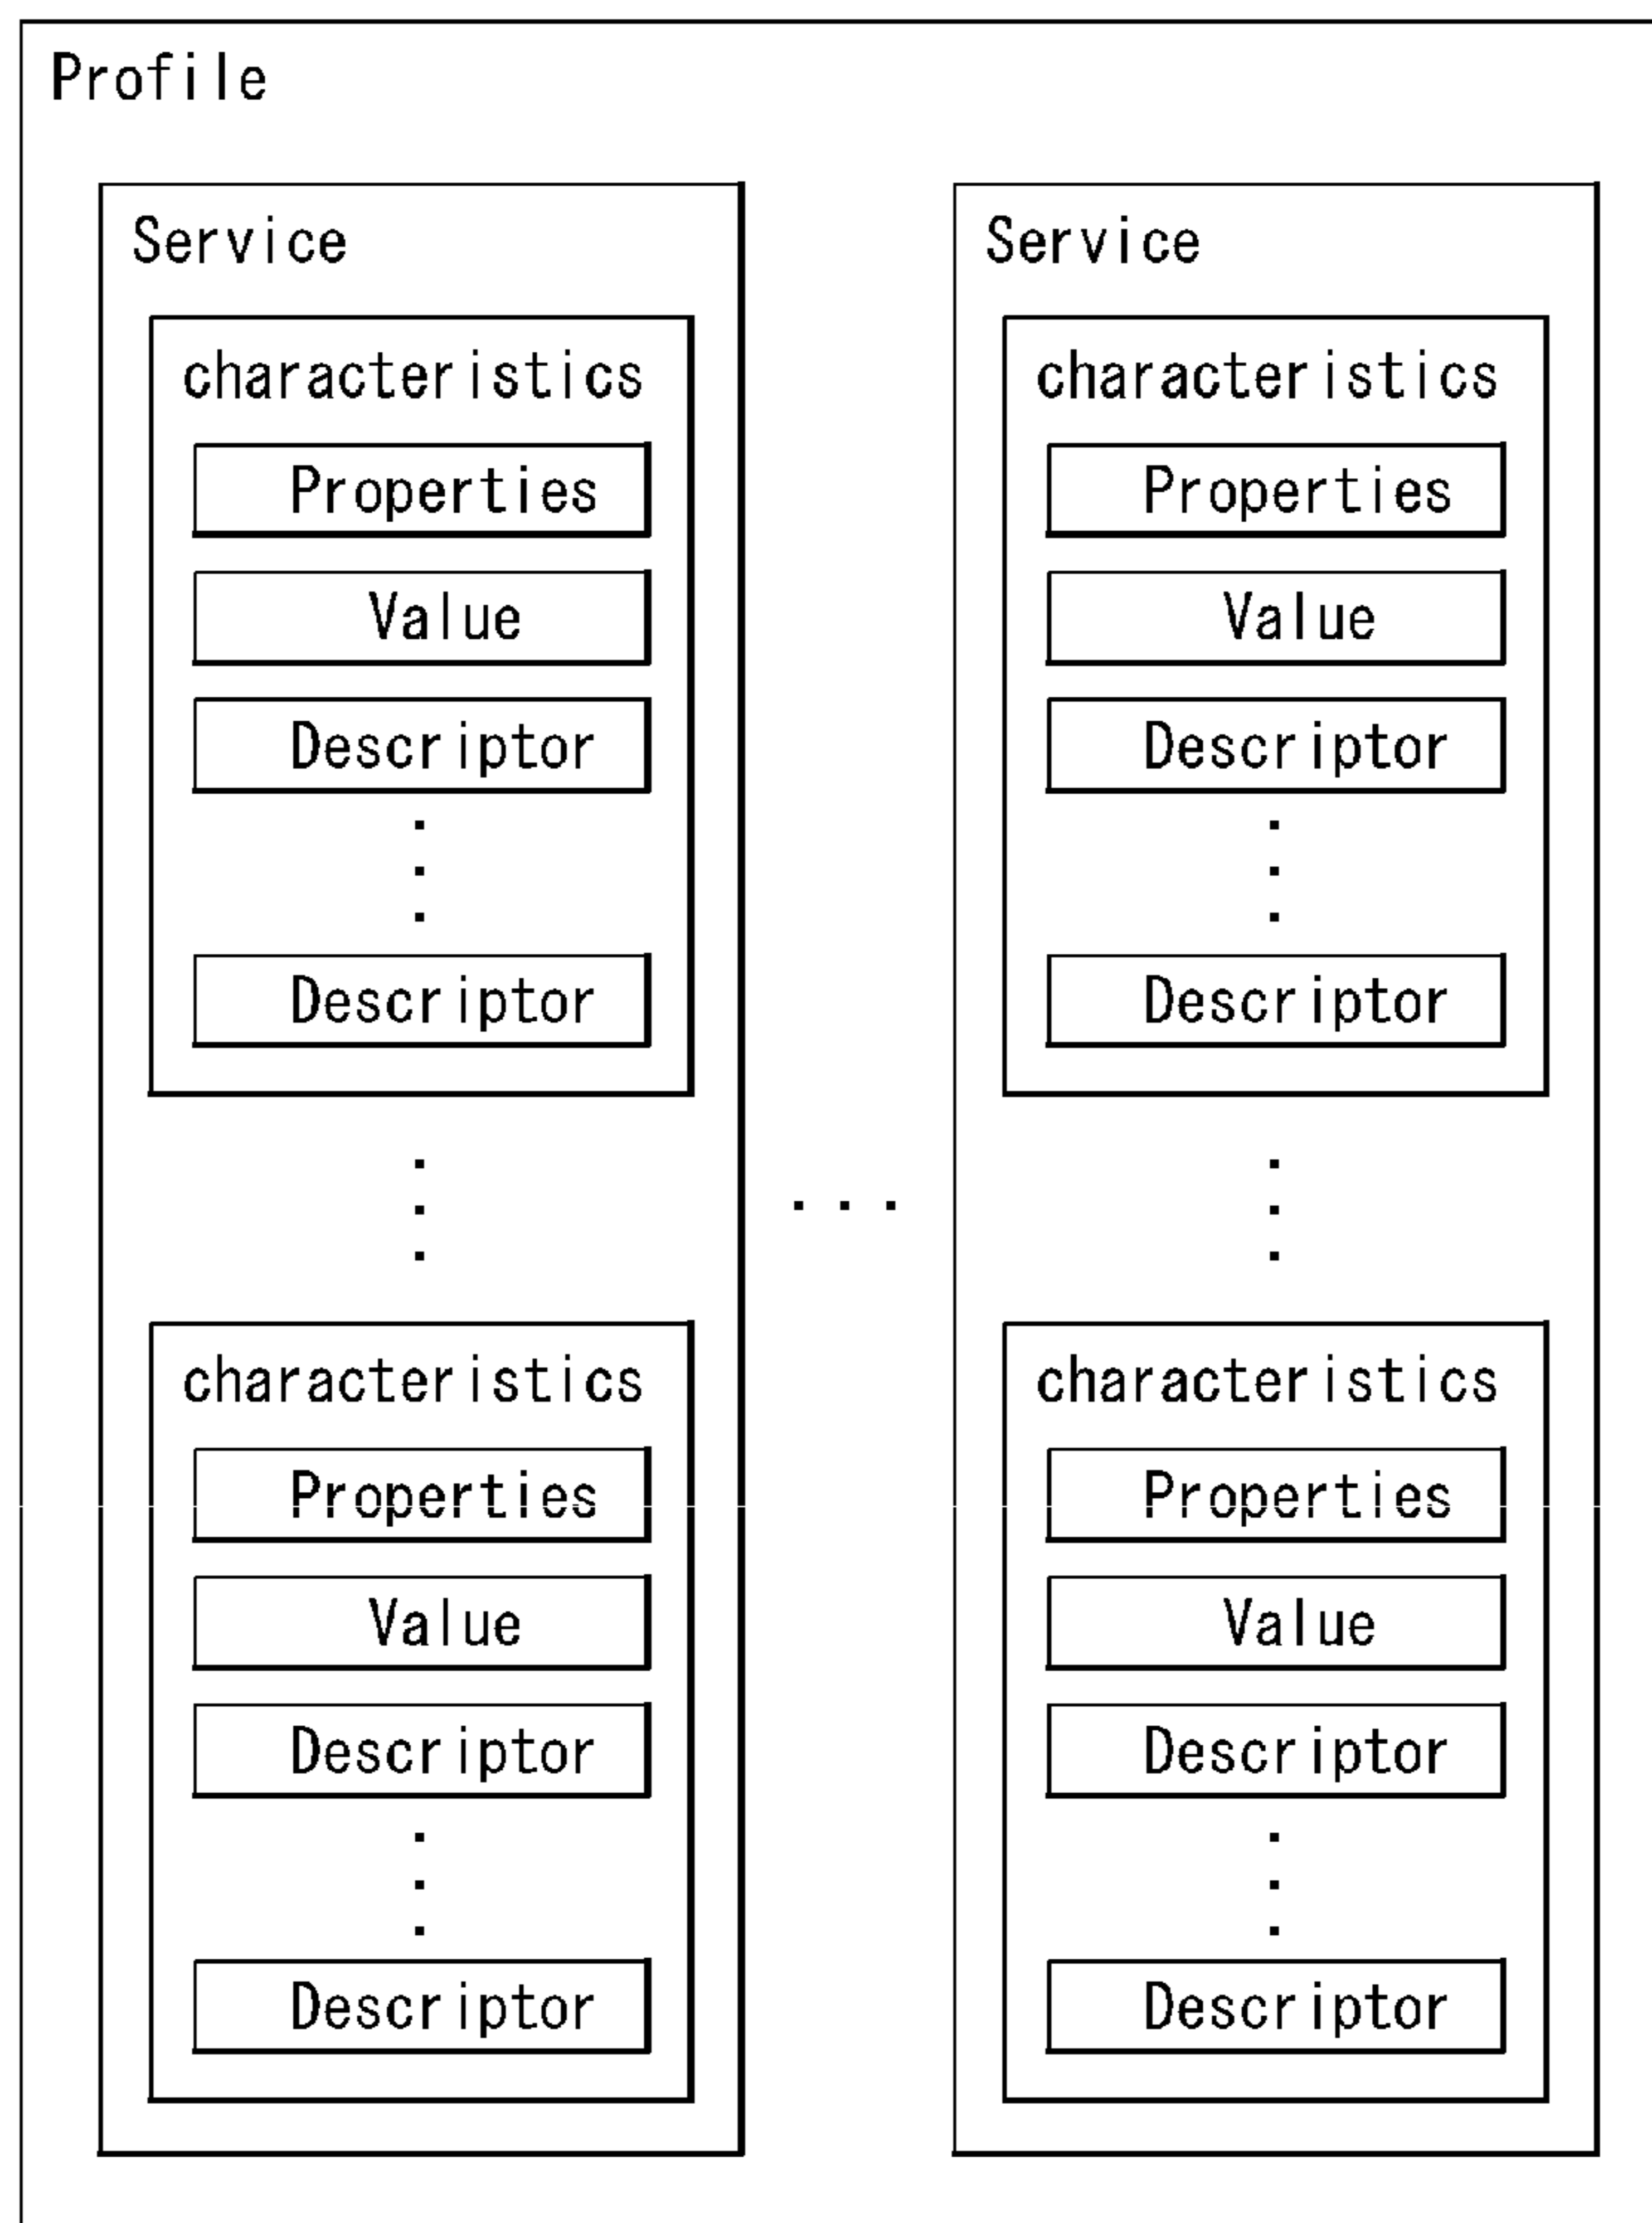 Profile
Service
characteristics
Properties
Value
Descriptor
Descriptor
characteristics
Properties
Value
Descriptor
Descriptor
Service
characteristics
Properties
Value
Descriptor
Descriptor
characteristics
Properties
Value
Descriptor
Descriptor